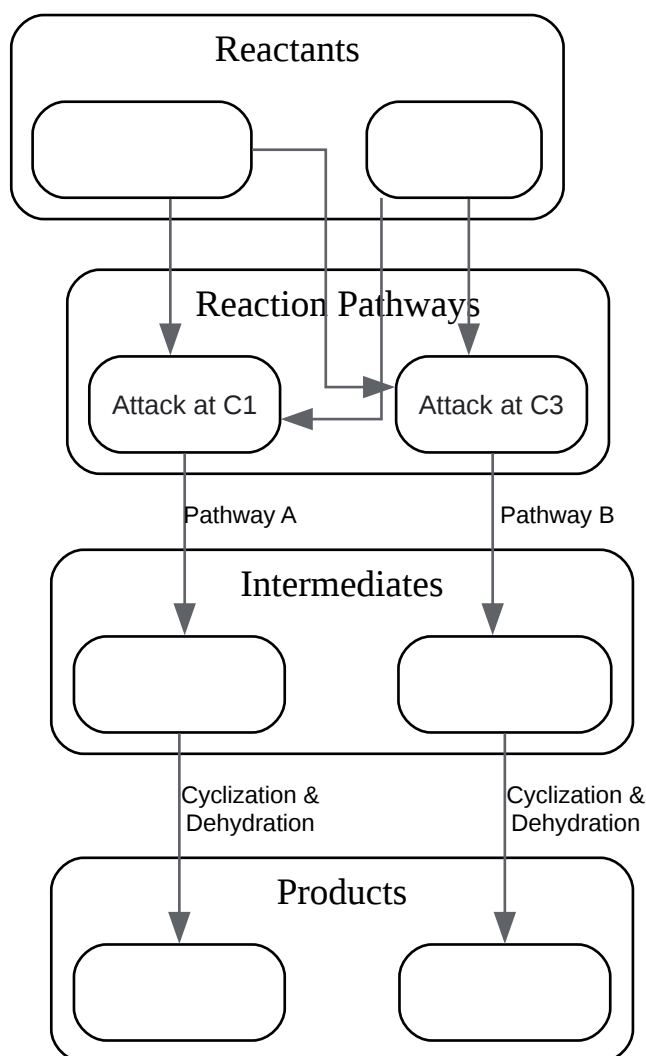 Reactants
Reaction Pathways
Attack at C1
Attack at C3
Pathway A
Pathway B
Intermediates
Cyclization &
Dehydration
Cyclization &
Dehydration
Products